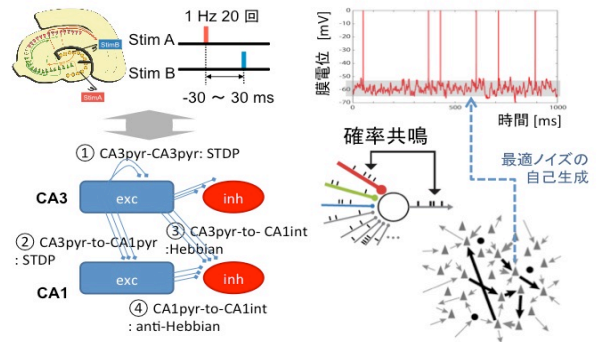 1 Hz 20 回
Stim A
Stim B
-30 ～ 30 ms
StimB
StimA
① CA3pyr-CA3pyr: STDP
CA3
exc
inh
② CA3pyr-to-CA1pyr
: STDP
③ CA3pyr-to- CA1int
:Hebbian
CA1
exc
inh
④ CA1pyr-to-CA1int
: anti-Hebbian
膜電位 [mV]
10
0
-10
-20
-30
-40
-50
-60
-70
0
500
1000
時間 [ms]
確率共鳴
最適ノイズの
自己生成